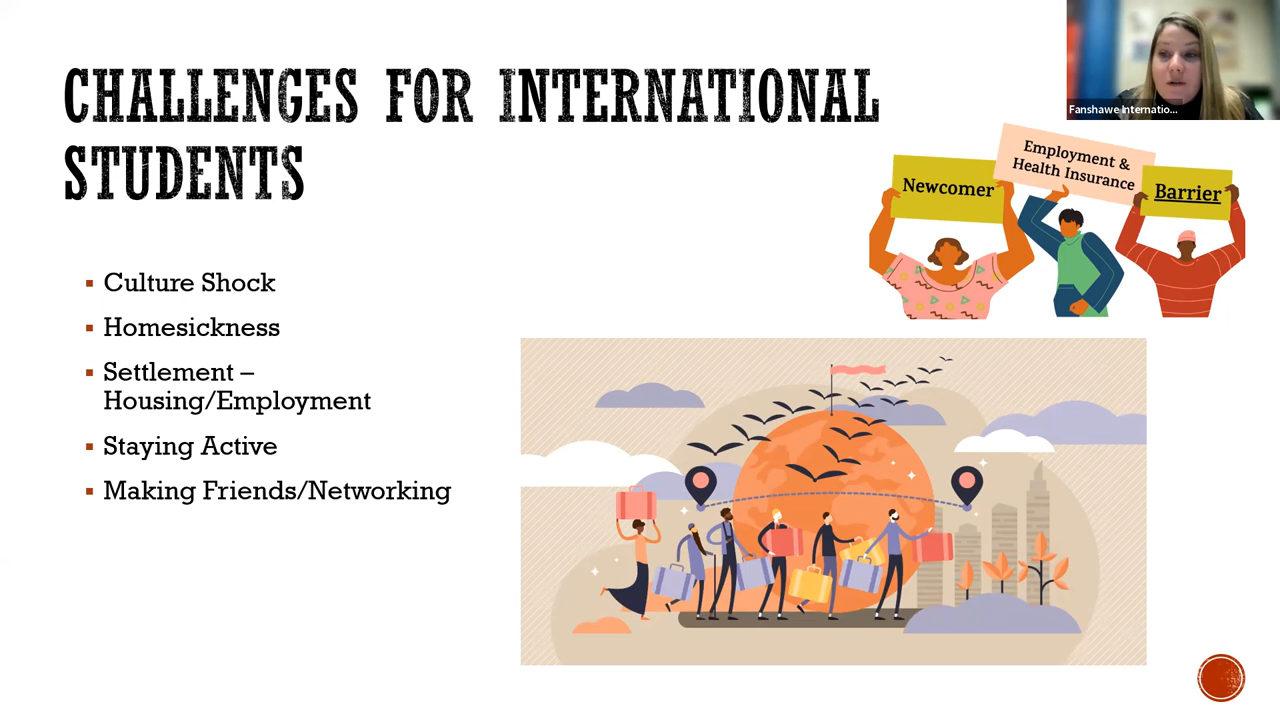 CHALLENGES FOR INTERNATIONAL
STUDENTS
Fanshawe Internatio...
Newcomer
Employment &
Health Insurance
Barrier
▪ Culture Shock
▪ Homesickness
▪ Settlement –
Housing/Employment
▪ Staying Active
▪ Making Friends/Networking